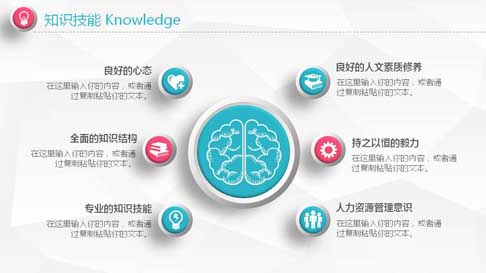 知识技能 Knowledge
良好的心态
在这里输入你的内容，或者通
过复制粘贴你的文本。
全面的知识结构
在这里输入你的内容，或者通
过复制粘贴你的文本。
专业的知识技能
在这里输入你的内容，或者通
过复制粘贴你的文本。
良好的人文素质修养
在这里输入你的内容，或者通
过复制粘贴你的文本。
持之以恒的毅力
在这里输入你的内容，或者通
过复制粘贴你的文本。
人力资源管理意识
在这里输入你的内容，或者通
过复制粘贴你的文本。